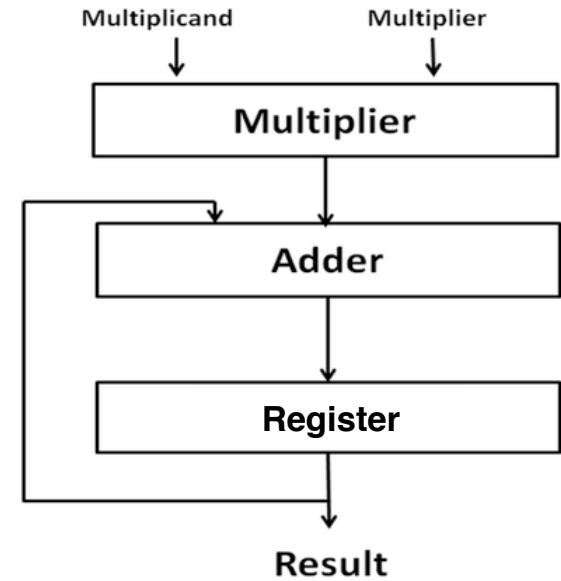 Multiplicand Multiplier
Multiplier
Adder
Register
Result